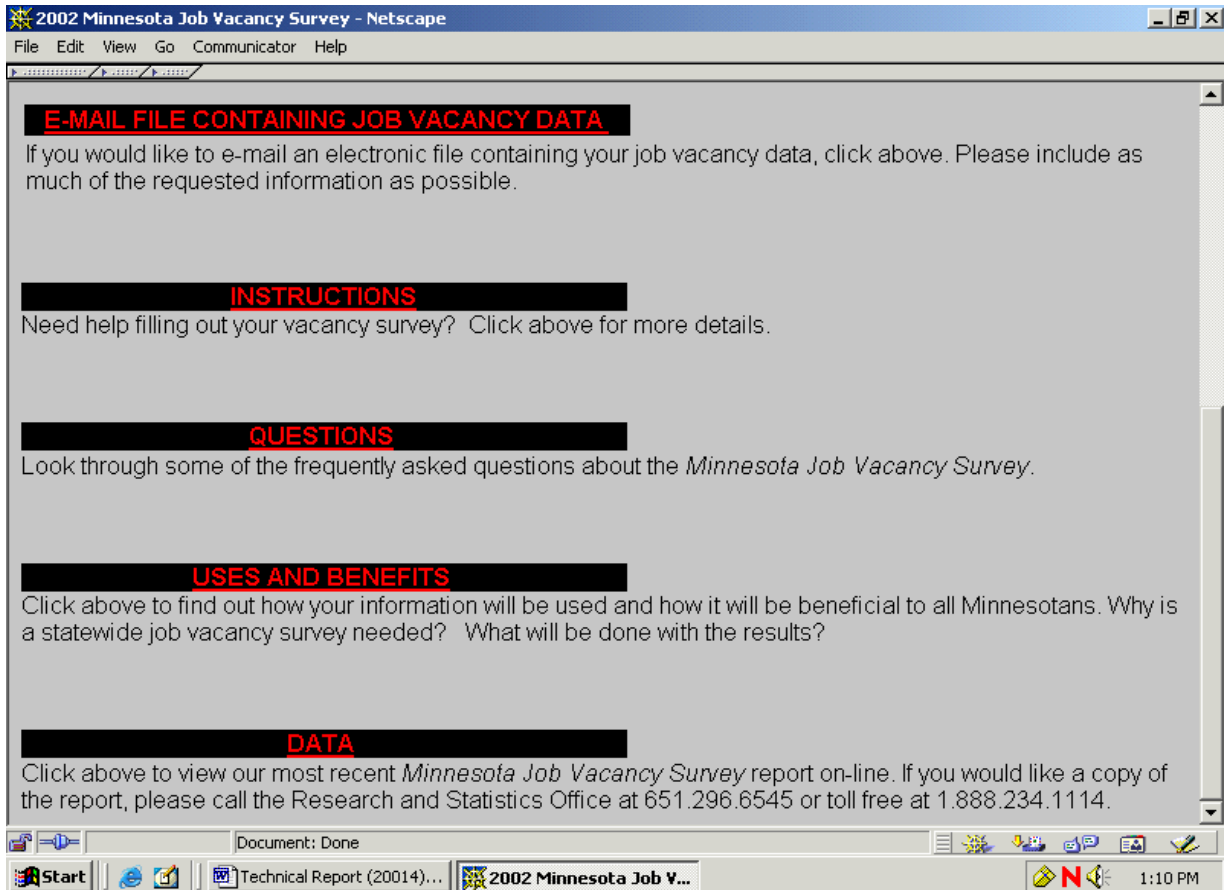 2002 Minnesota Job Vacancy Survey - Netscape
File Edit View Go Communicator Help
E-MAIL FILE CONTAINING JOB VACANCY DATA
If you would like to e-mail an electronic file containing your job vacancy data, click above. Please include as
much of the requested information as possible.
INSTRUCTIONS
Need help filling out your vacancy survey? Click above for more details.
QUESTIONS
Look through some of the frequently asked questions about the Minnesota Job Vacancy Survey.
USES AND BENEFITS
Click above to find out how your information will be used and how it will be beneficial to all Minnesotans. Why is
a statewide job vacancy survey needed? What will be done with the results?
DATA
Click above to view our most recent Minnesota Job Vacancy Survey report on-line. If you would like a copy of
the report, please call the Research and Statistics Office at 651.296.6545 or toll free at 1.888.234.1114.
Document: Done
Start Technical Report (20014)... 2002 Minnesota Job V... N 1:10 PM